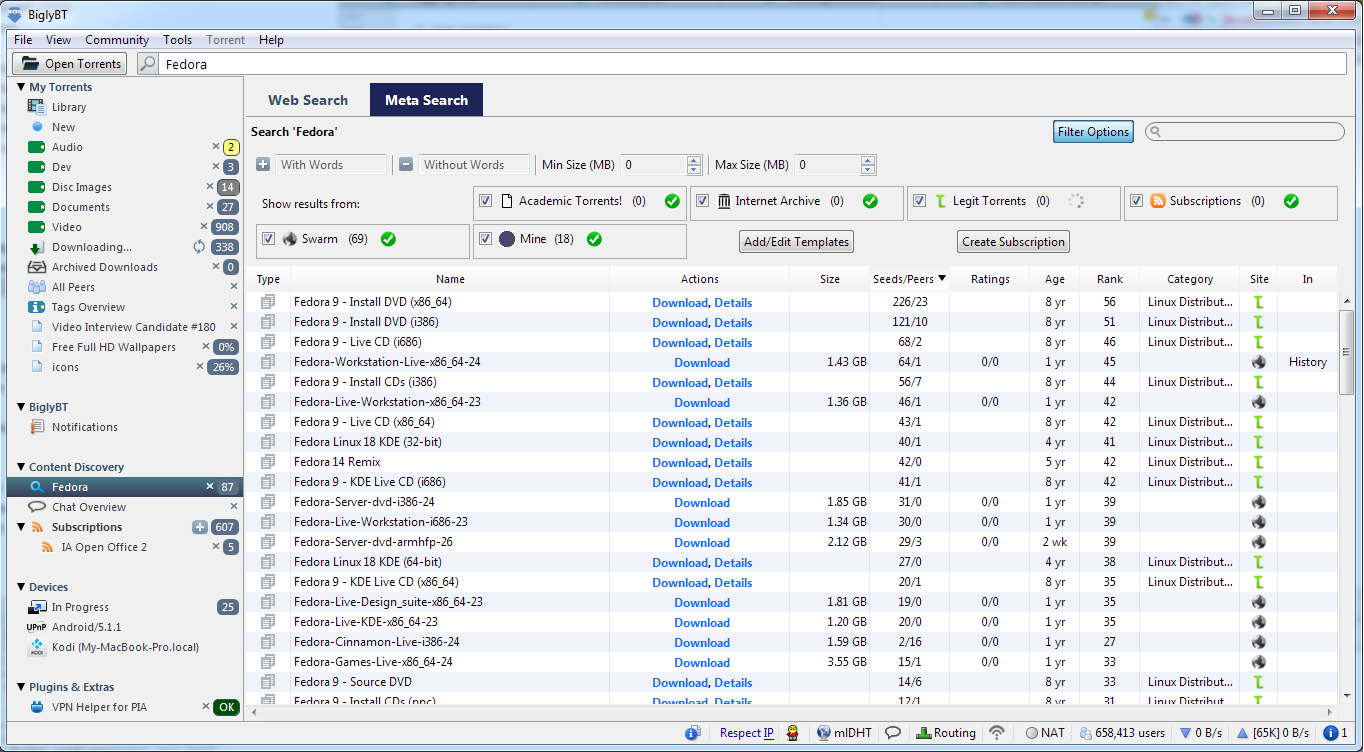 BiglyBT
File View Community Tools Torrent Help
Open Torrents Fedora
My Torrents
Library
New
Audio 2
Dev 3
Disc Images 14
Documents 27
Video 908
Downloading... 338
Archived Downloads 0
All Peers
Tags Overview
Video Interview Candidate #180
Free Full HD Wallpapers 0%
icons 26%
BiglyBT
Notifications
Content Discovery
Fedora 87
Chat Overview
Subscriptions 607
IA Open Office 2 5
Devices
In Progress 25
UPnP Android/5.1.1
KODI Kodi (My-MacBook-Pro.local)
Plugins & Extras
VPN Helper for PIA OK
Web Search Meta Search
Search 'Fedora' Filter Options
With Words Without Words Min Size (MB) 0 Max Size (MB) 0
Show results from: Academic Torrents! (0) Internet Archive (0) Legit Torrents (0) Subscriptions (0)
Swarm (69) Mine (18) Add/Edit Templates Create Subscription
Type Name Actions Size Seeds/Peers Ratings Age Rank Category Site In
Fedora 9 - Install DVD (x86_64) Download, Details 226/23 8 yr 56 Linux Distribut...
Fedora 9 - Install DVD (i386) Download, Details 121/10 8 yr 51 Linux Distribut...
Fedora 9 - Live CD (i686) Download, Details 68/2 8 yr 46 Linux Distribut...
Fedora-Workstation-Live-x86_64-24 Download 1.43 GB 64/1 0/0 1 yr 45 History
Fedora 9 - Install CDs (i386) Download, Details 56/7 8 yr 44 Linux Distribut...
Fedora-Live-Workstation-x86_64-23 Download 1.36 GB 46/1 0/0 1 yr 42
Fedora 9 - Live CD (x86_64) Download, Details 43/1 8 yr 42 Linux Distribut...
Fedora Linux 18 KDE (32-bit) Download, Details 40/1 4 yr 41 Linux Distribut...
Fedora 14 Remix Download, Details 42/0 5 yr 42 Linux Distribut...
Fedora 9 - KDE Live CD (i686) Download, Details 41/1 8 yr 42 Linux Distribut...
Fedora-Server-dvd-i386-24 Download 1.85 GB 31/0 0/0 1 yr 39
Fedora-Live-Workstation-i686-23 Download 1.34 GB 30/0 0/0 1 yr 39
Fedora-Server-dvd-armhfp-26 Download 2.12 GB 29/3 0/0 2 wk 39
Fedora Linux 18 KDE (64-bit) Download, Details 27/0 4 yr 38 Linux Distribut...
Fedora 9 - KDE Live CD (x86_64) Download, Details 20/1 8 yr 35 Linux Distribut...
Fedora-Live-Design_suite-x86_64-23 Download 1.81 GB 19/0 0/0 1 yr 35
Fedora-Live-KDE-x86_64-23 Download 1.20 GB 20/0 0/0 1 yr 35
Fedora-Cinnamon-Live-i386-24 Download 1.59 GB 2/16 0/0 1 yr 27
Fedora-Games-Live-x86_64-24 Download 3.55 GB 15/1 0/0 1 yr 33
Fedora 9 - Source DVD Download, Details 14/6 8 yr 33 Linux Distribut...
Fedora 9 - Install CDs (ppc) Download, Details 12/1 8 yr 31 Linux Distribut...
Respect IP mlDHT Routing NAT 658,413 users 0 B/s [65K] 0 B/s 1